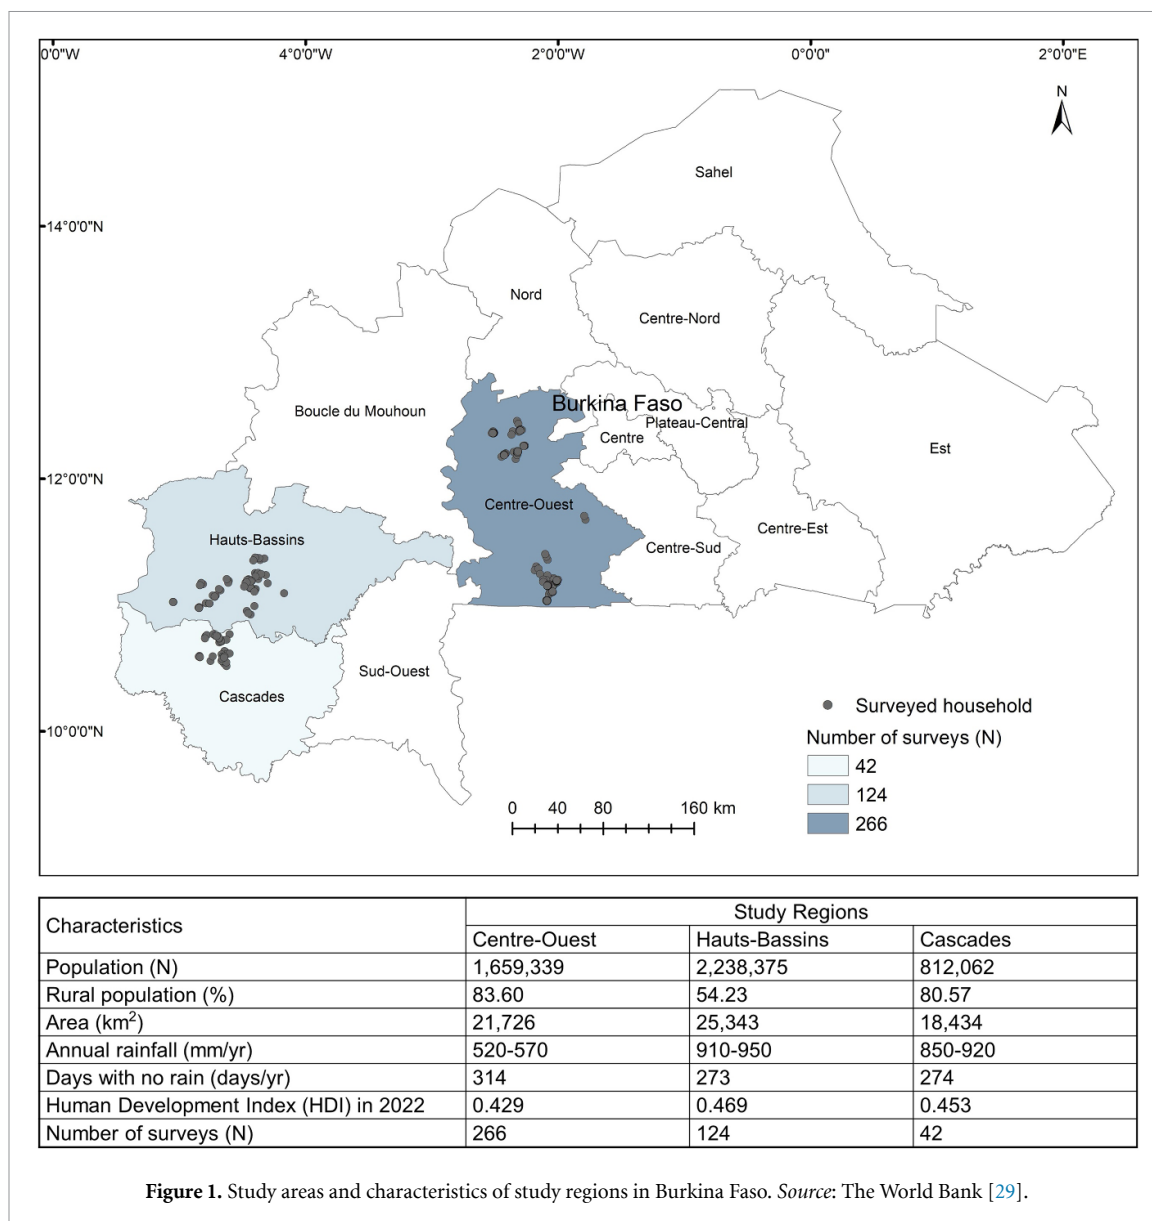 0'0"W 4°0'0"W 2°0'0"W 0°0'0" 2°0'0"E
N
Sahel
14°0'0"N
Nord
Centre-Nord
Boucle du Mouhoun
Burkina Faso
Plateau-Central
Centre
Est
12°0'0"N
Centre-Ouest
Centre-Est
Hauts-Bassins
Centre-Sud
Sud-Ouest
Cascades
10°0'0"N
Surveyed household
Number of surveys (N)
42
124
266
0 40 80 160 km
Characteristics
Study Regions
Centre-Ouest Hauts-Bassins Cascades
Population (N) 1,659,339 2,238,375 812,062
Rural population (%) 83.60 54.23 80.57
Area (km²) 21,726 25,343 18,434
Annual rainfall (mm/yr) 520-570 910-950 850-920
Days with no rain (days/yr) 314 273 274
Human Development Index (HDI) in 2022 0.429 0.469 0.453
Number of surveys (N) 266 124 42
Figure 1. Study areas and characteristics of study regions in Burkina Faso. Source: The World Bank [29].